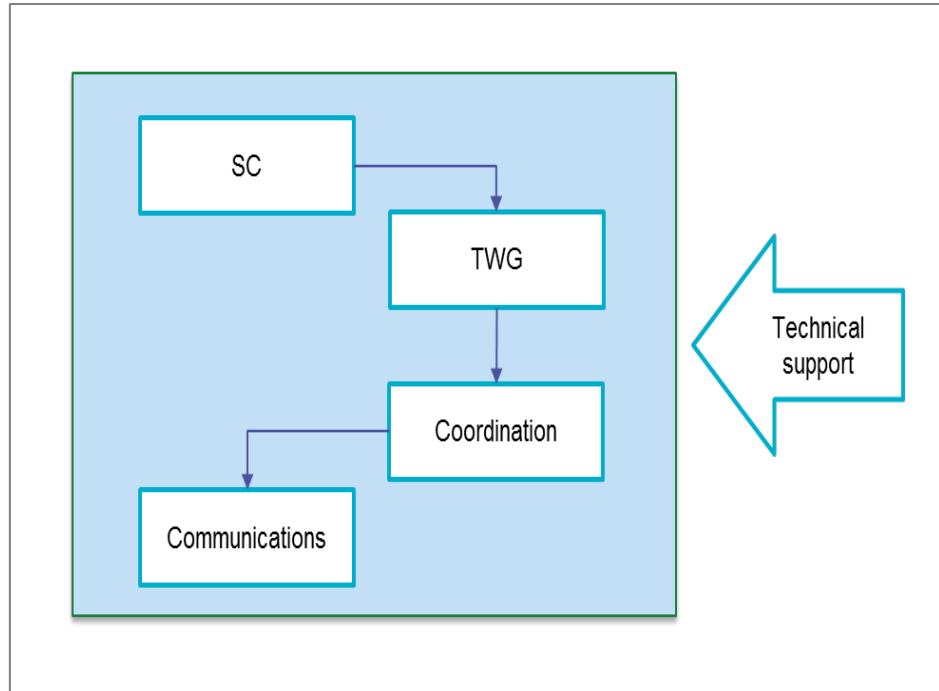 SC
TWG
Technical
support
Coordination
Communications